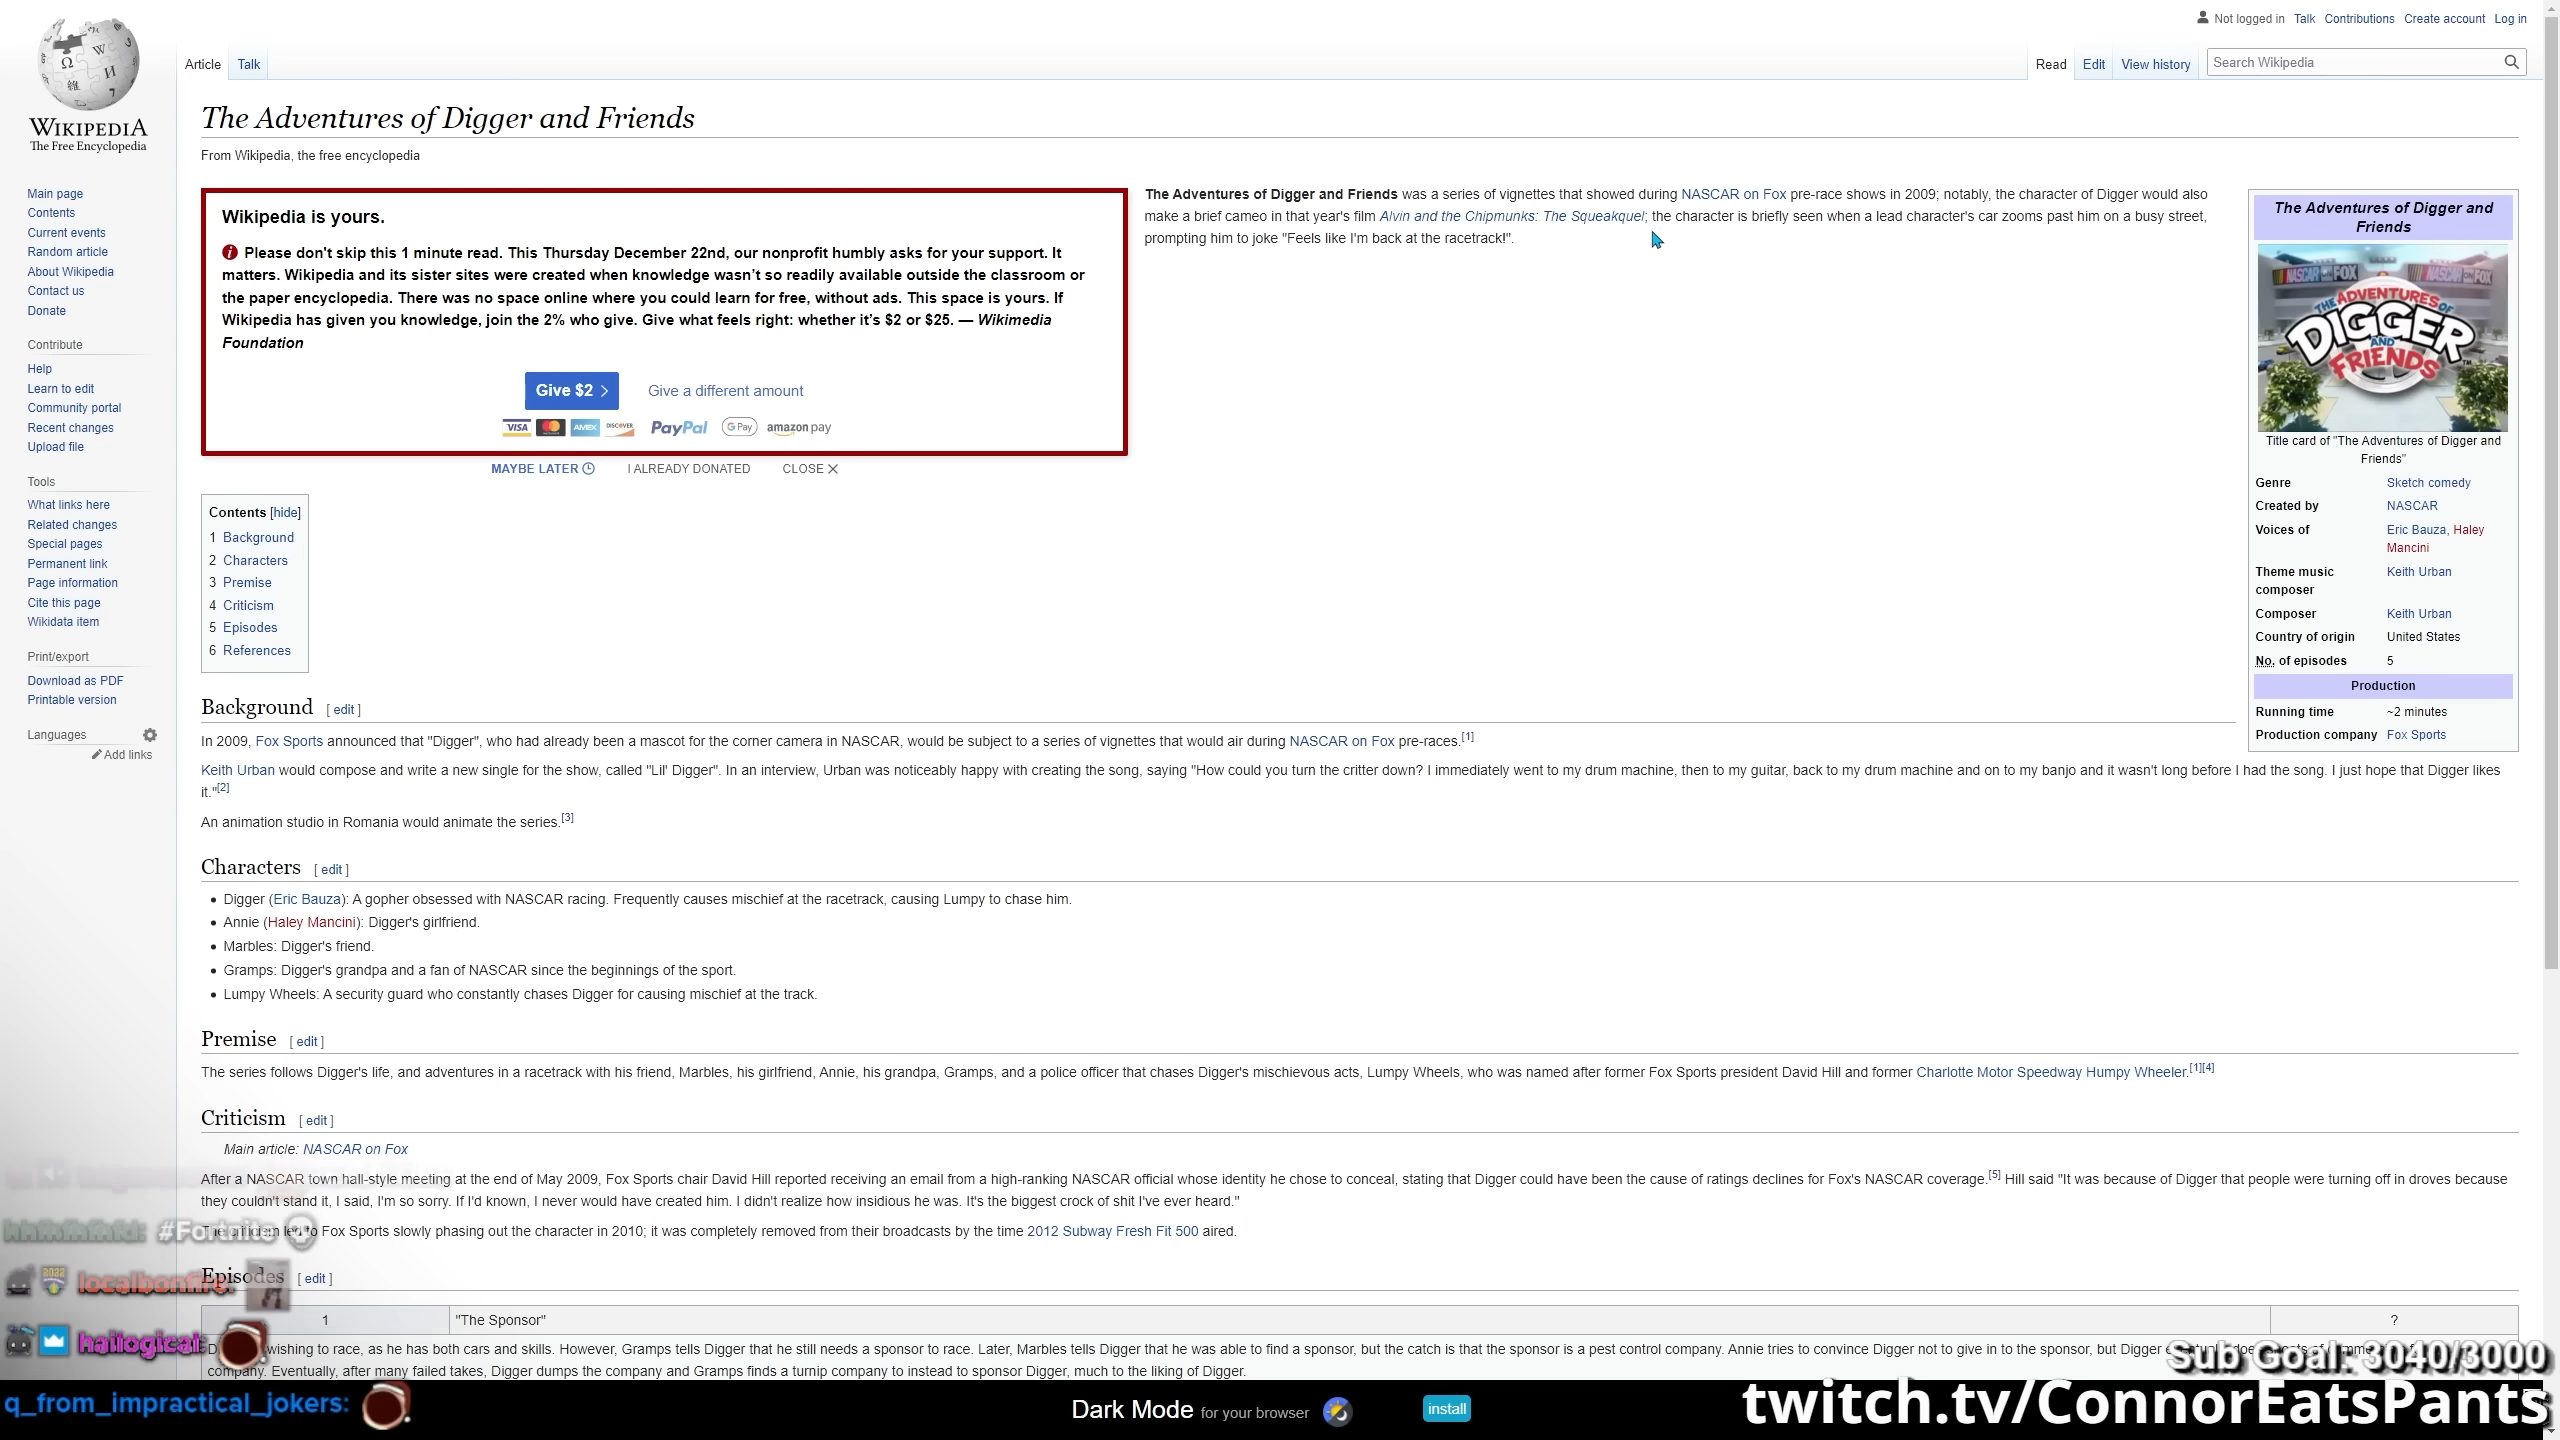 Not logged in Talk Contributions Create account Log in
Article Talk
Read Edit View history Search Wikipedia
WIKIPEDIA
The Free Encyclopedia
Main page
Contents
Current events
Random article
About Wikipedia
Contact us
Donate
Contribute
Help
Learn to edit
Community portal
Recent changes
Upload file
Tools
What links here
Related changes
Special pages
Permanent link
Page information
Cite this page
Wikidata item
Print/export
Download as PDF
Printable version
Languages
Add links
The Adventures of Digger and Friends
From Wikipedia, the free encyclopedia
Wikipedia is yours.
Please don't skip this 1 minute read. This Thursday December 22nd, our nonprofit humbly asks for your support. It
matters. Wikipedia and its sister sites were created when knowledge wasn't so readily available outside the classroom or
the paper encyclopedia. There was no space online where you could learn for free, without ads. This space is yours. If
Wikipedia has given you knowledge, join the 2% who give. Give what feels right: whether it's $2 or $25. — Wikimedia
Foundation
Give $2 Give a different amount
VISA AMEX DISCOVER PayPal G Pay amazon pay
MAYBE LATER I ALREADY DONATED CLOSE
The Adventures of Digger and Friends was a series of vignettes that showed during NASCAR on Fox pre-race shows in 2009; notably, the character of Digger would also
make a brief cameo in that year's film Alvin and the Chipmunks: The Squeakquel; the character is briefly seen when a lead character's car zooms past him on a busy street,
prompting him to joke "Feels like I'm back at the racetrack!".
The Adventures of Digger and
Friends
NASCAR on FOX NASCAR on FOX
THE ADVENTURES OF
DIGGER
AND
FRIENDS
Title card of "The Adventures of Digger and
Friends"
Genre Sketch comedy
Created by NASCAR
Voices of Eric Bauza, Haley
Mancini
Theme music Keith Urban
composer
Composer Keith Urban
Country of origin United States
No. of episodes 5
Production
Running time ~2 minutes
Production company Fox Sports
Contents [hide]
1 Background
2 Characters
3 Premise
4 Criticism
5 Episodes
6 References
Background [ edit ]
In 2009, Fox Sports announced that "Digger", who had already been a mascot for the corner camera in NASCAR, would be subject to a series of vignettes that would air during NASCAR on Fox pre-races.[1]
Keith Urban would compose and write a new single for the show, called "Lil' Digger". In an interview, Urban was noticeably happy with creating the song, saying "How could you turn the critter down? I immediately went to my drum machine, then to my guitar, back to my drum machine and on to my banjo and it wasn't long before I had the song. I just hope that Digger likes
it."[2]
An animation studio in Romania would animate the series.[3]
Characters [ edit ]
Digger (Eric Bauza): A gopher obsessed with NASCAR racing. Frequently causes mischief at the racetrack, causing Lumpy to chase him.
Annie (Haley Mancini): Digger's girlfriend.
Marbles: Digger's friend.
Gramps: Digger's grandpa and a fan of NASCAR since the beginnings of the sport.
Lumpy Wheels: A security guard who constantly chases Digger for causing mischief at the track.
Premise [ edit ]
The series follows Digger's life, and adventures in a racetrack with his friend, Marbles, his girlfriend, Annie, his grandpa, Gramps, and a police officer that chases Digger's mischievous acts, Lumpy Wheels, who was named after former Fox Sports president David Hill and former Charlotte Motor Speedway Humpy Wheeler.[1][4]
Criticism [ edit ]
Main article: NASCAR on Fox
After a NASCAR town hall-style meeting at the end of May 2009, Fox Sports chair David Hill reported receiving an email from a high-ranking NASCAR official whose identity he chose to conceal, stating that Digger could have been the cause of ratings declines for Fox's NASCAR coverage.[5] Hill said "It was because of Digger that people were turning off in droves because
they couldn't stand it, I said, I'm so sorry. If I'd known, I never would have created him. I didn't realize how insidious he was. It's the biggest crock of shit I've ever heard."
The criticism led to Fox Sports slowly phasing out the character in 2010; it was completely removed from their broadcasts by the time 2012 Subway Fresh Fit 500 aired.
#Fortnite
Episodes [ edit ]
localbonfire:
1 "The Sponsor" ?
hailogical:
wishing to race, as he has both cars and skills. However, Gramps tells Digger that he still needs a sponsor to race. Later, Marbles tells Digger that he was able to find a sponsor, but the catch is that the sponsor is a pest control company. Annie tries to convince Digger not to give in to the sponsor, but Digger
company. Eventually, after many failed takes, Digger dumps the company and Gramps finds a turnip company to instead to sponsor Digger, much to the liking of Digger.
Sub Goal: 3040/3000
q_from_impractical_jokers:
Dark Mode for your browser install
twitch.tv/ConnorEatsPants